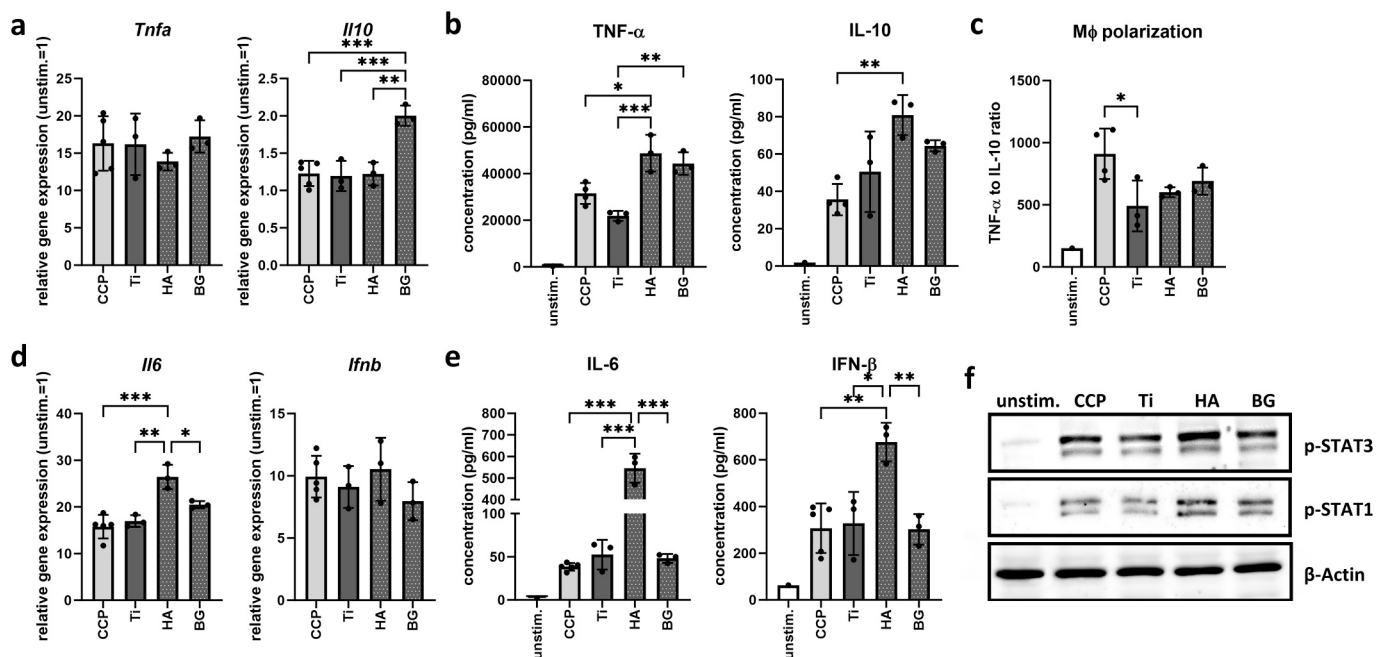 a
Tnfa
relative gene expression (unstim.=1)
25
20
15
10
5
0
CCP
Ti
HA
BG
Il10
relative gene expression (unstim.=1)
2.5
2.0
1.5
1.0
0.5
0.0
***
***
**
CCP
Ti
HA
BG
b
TNF-α
concentration (pg/ml)
80000
60000
40000
20000
0
**
*
***
unstim.
CCP
Ti
HA
BG
IL-10
concentration (pg/ml)
100
80
60
40
20
0
**
unstim.
CCP
Ti
HA
BG
c
Mϕ polarization
TNF-α to IL-10 ratio
1500
1000
500
0
*
unstim.
CCP
Ti
HA
BG
d
Il6
relative gene expression (unstim.=1)
40
30
20
10
0
***
**
*
CCP
Ti
HA
BG
Ifnb
relative gene expression (unstim.=1)
15
10
5
0
CCP
Ti
HA
BG
e
IL-6
concentration (pg/ml)
800
700
600
500
400
300
200
100
50
0
***
***
***
unstim.
CCP
Ti
HA
BG
IFN-β
concentration (pg/ml)
1000
800
600
400
200
0
*
**
**
unstim.
CCP
Ti
HA
BG
f
unstim. CCP Ti HA BG
p-STAT3
p-STAT1
β-Actin